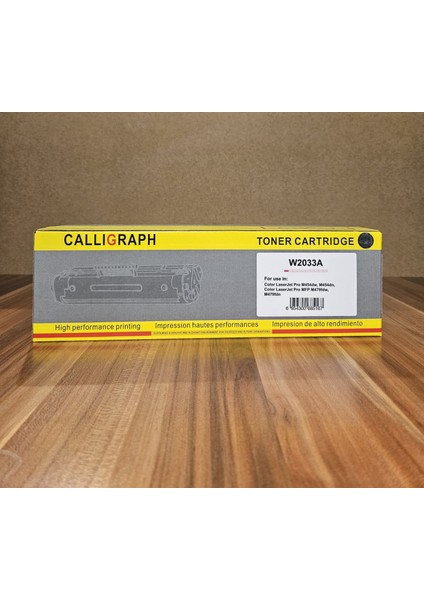 CALLIGRAPH
TONER CARTRIDGE
W2033A
For use in:
Color LaserJet Pro M454dw, M454dn,
Color LaserJet Pro MFP M479fdw,
M479fdn
High performance printing
Impression hautes performances
Impresion de alto rendimiento